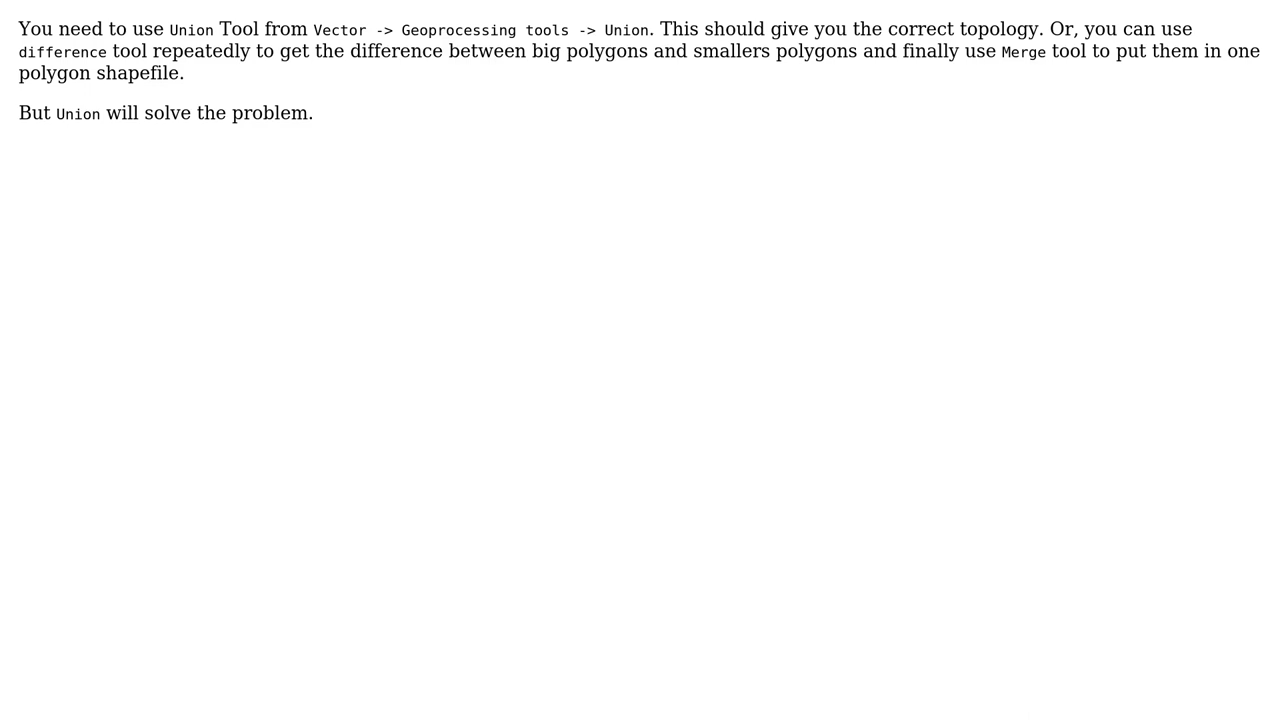 You need to use Union Tool from Vector -> Geoprocessing tools -> Union. This should give you the correct topology. Or, you can use
difference tool repeatedly to get the difference between big polygons and smallers polygons and finally use Merge tool to put them in one
polygon shapefile.
But Union will solve the problem.